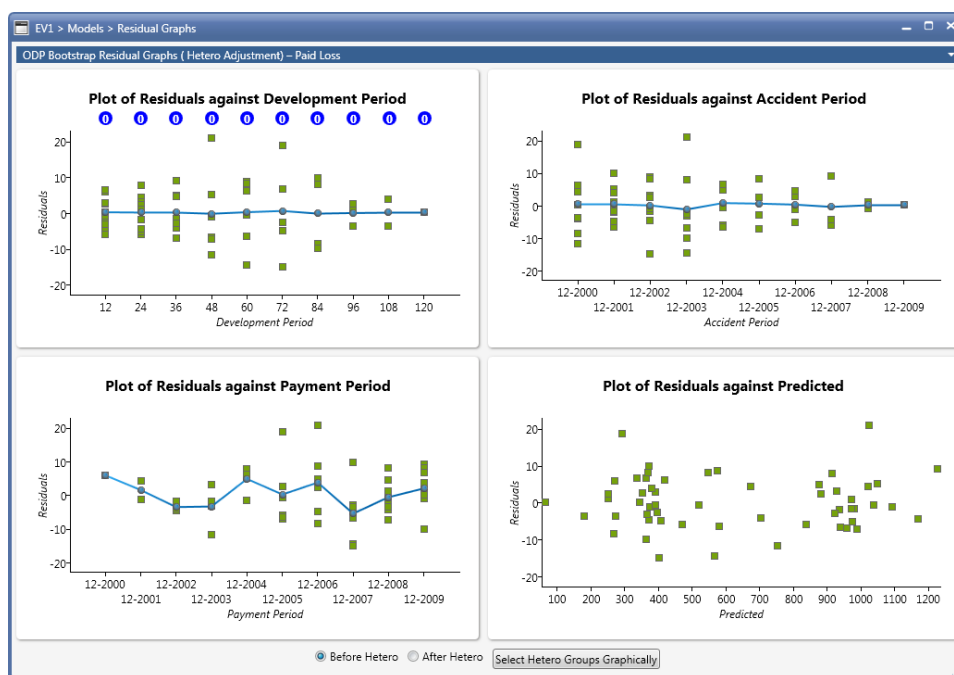 EV1 > Models > Residual Graphs
ODP Bootstrap Residual Graphs ( Hetero Adjustment) – Paid Loss
Plot of Residuals against Development Period
0 0 0 0 0 0 0 0 0 0
20
10
0
-10
-20
Residuals
12 24 36 48 60 72 84 96 108 120
Development Period
Plot of Residuals against Accident Period
20
10
0
-10
-20
Residuals
12-2000 12-2002 12-2004 12-2006 12-2008
12-2001 12-2003 12-2005 12-2007 12-2009
Accident Period
Plot of Residuals against Payment Period
20
10
0
-10
-20
Residuals
12-2000 12-2002 12-2004 12-2006 12-2008
12-2001 12-2003 12-2005 12-2007 12-2009
Payment Period
Plot of Residuals against Predicted
20
10
0
-10
-20
Residuals
100 200 300 400 500 600 700 800 900 1000 1100 1200
Predicted
Before Hetero After Hetero Select Hetero Groups Graphically